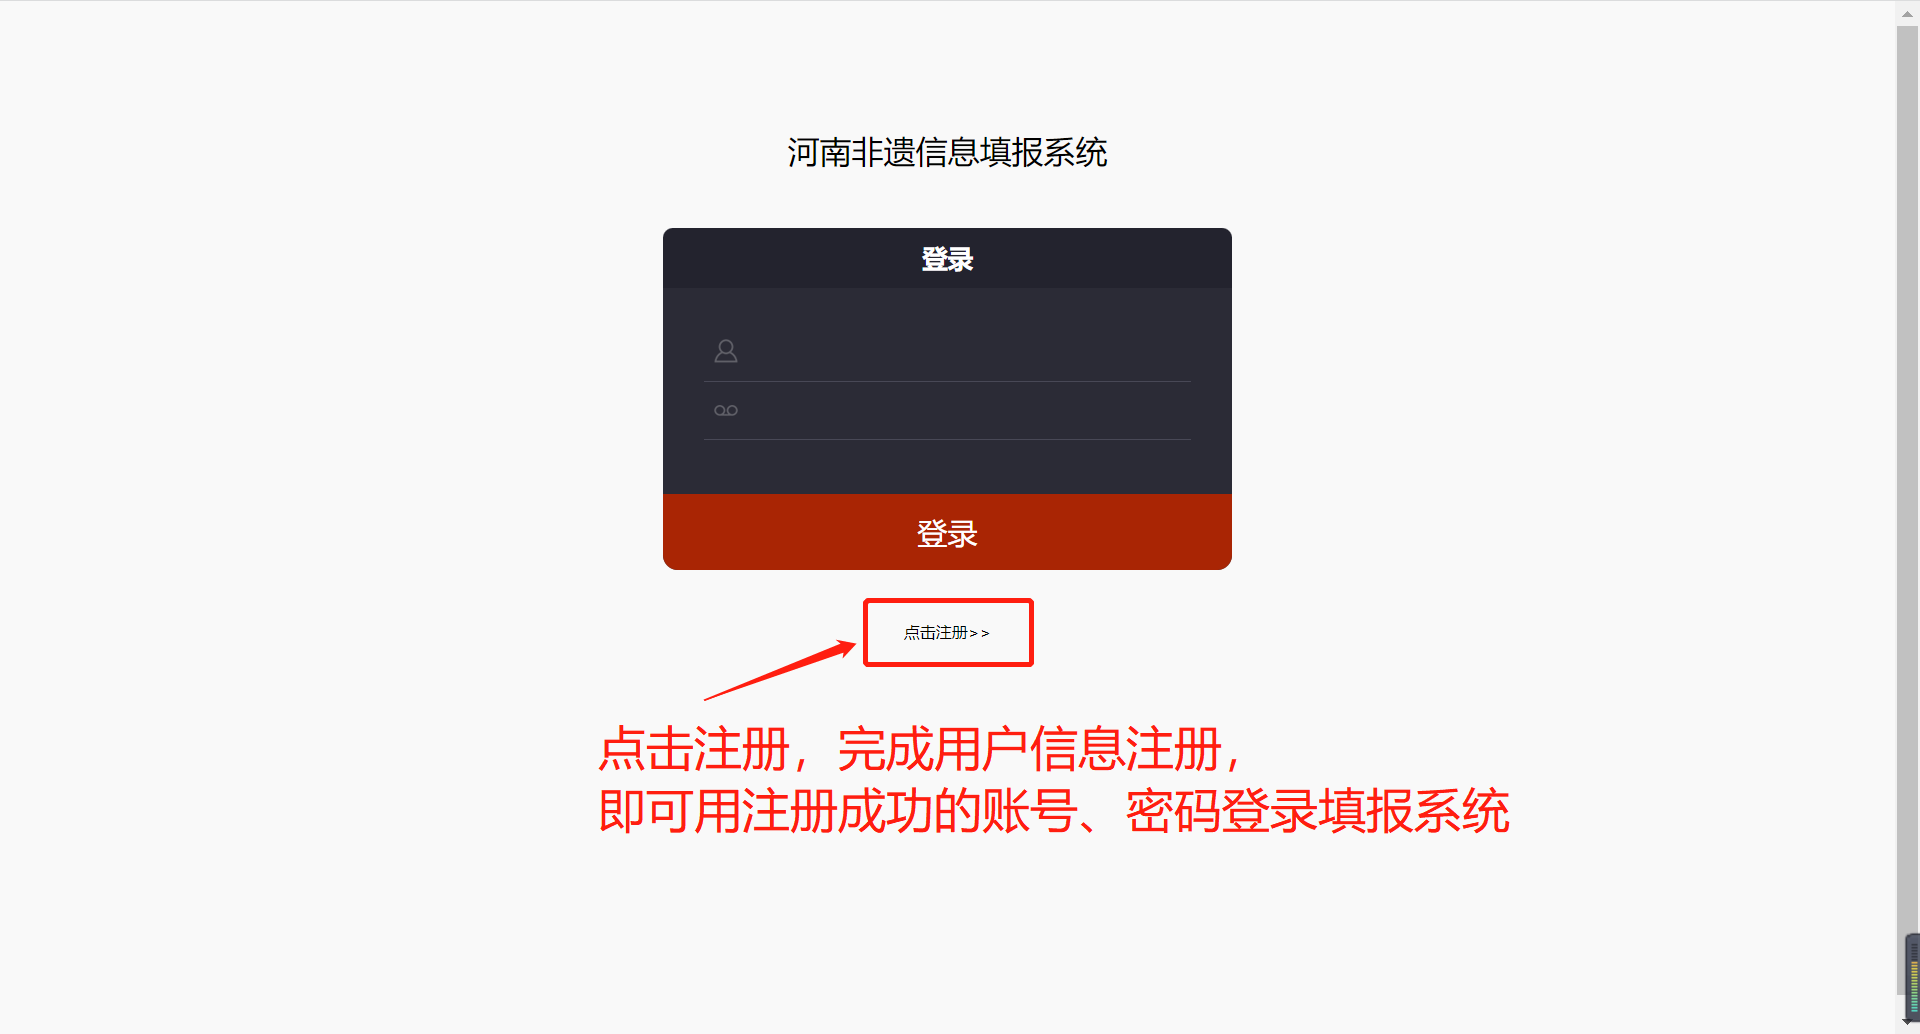 河南非遗信息填报系统
登录
登录
点击注册>>
点击注册，完成用户信息注册，
即可用注册成功的账号、密码登录填报系统